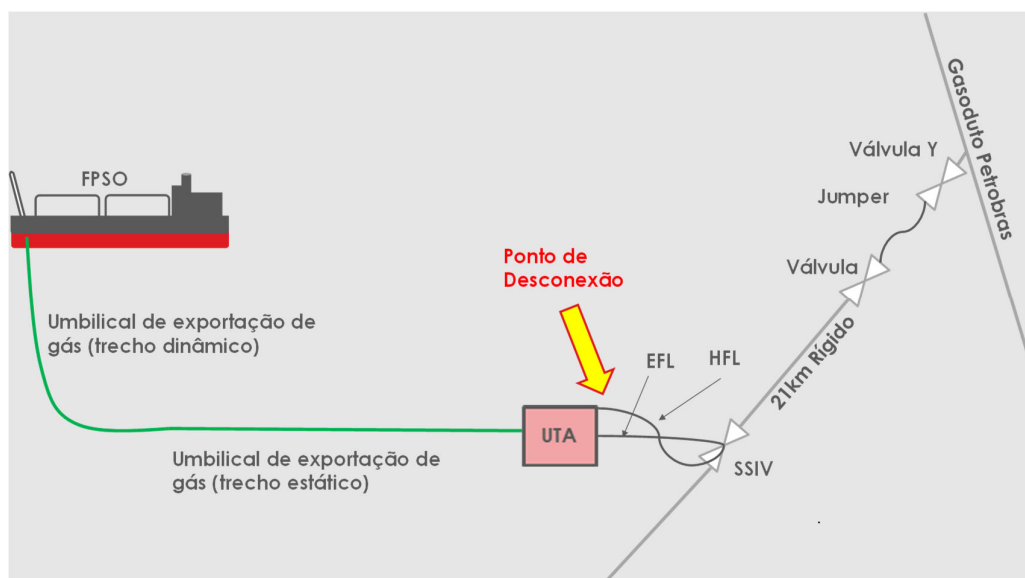 FPSO
Umbilical de exportação de
gás (trecho dinâmico)
Umbilical de exportação de
gás (trecho estático)
Ponto de
Desconexão
UTA
EFL
HFL
SSIV
21km Rígido
Válvula
Jumper
Válvula Y
Gasoduto Petrobras